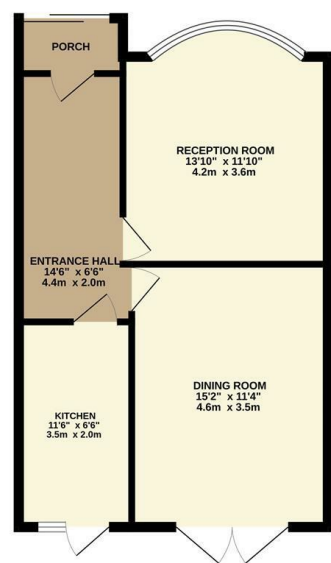 PORCH
RECEPTION ROOM
13'10" x 11'10"
4.2m x 3.6m
ENTRANCE HALL
14'6" x 6'6"
4.4m x 2.0m
DINING ROOM
15'2" x 11'4"
4.6m x 3.5m
KITCHEN
11'6" x 6'6"
3.5m x 2.0m